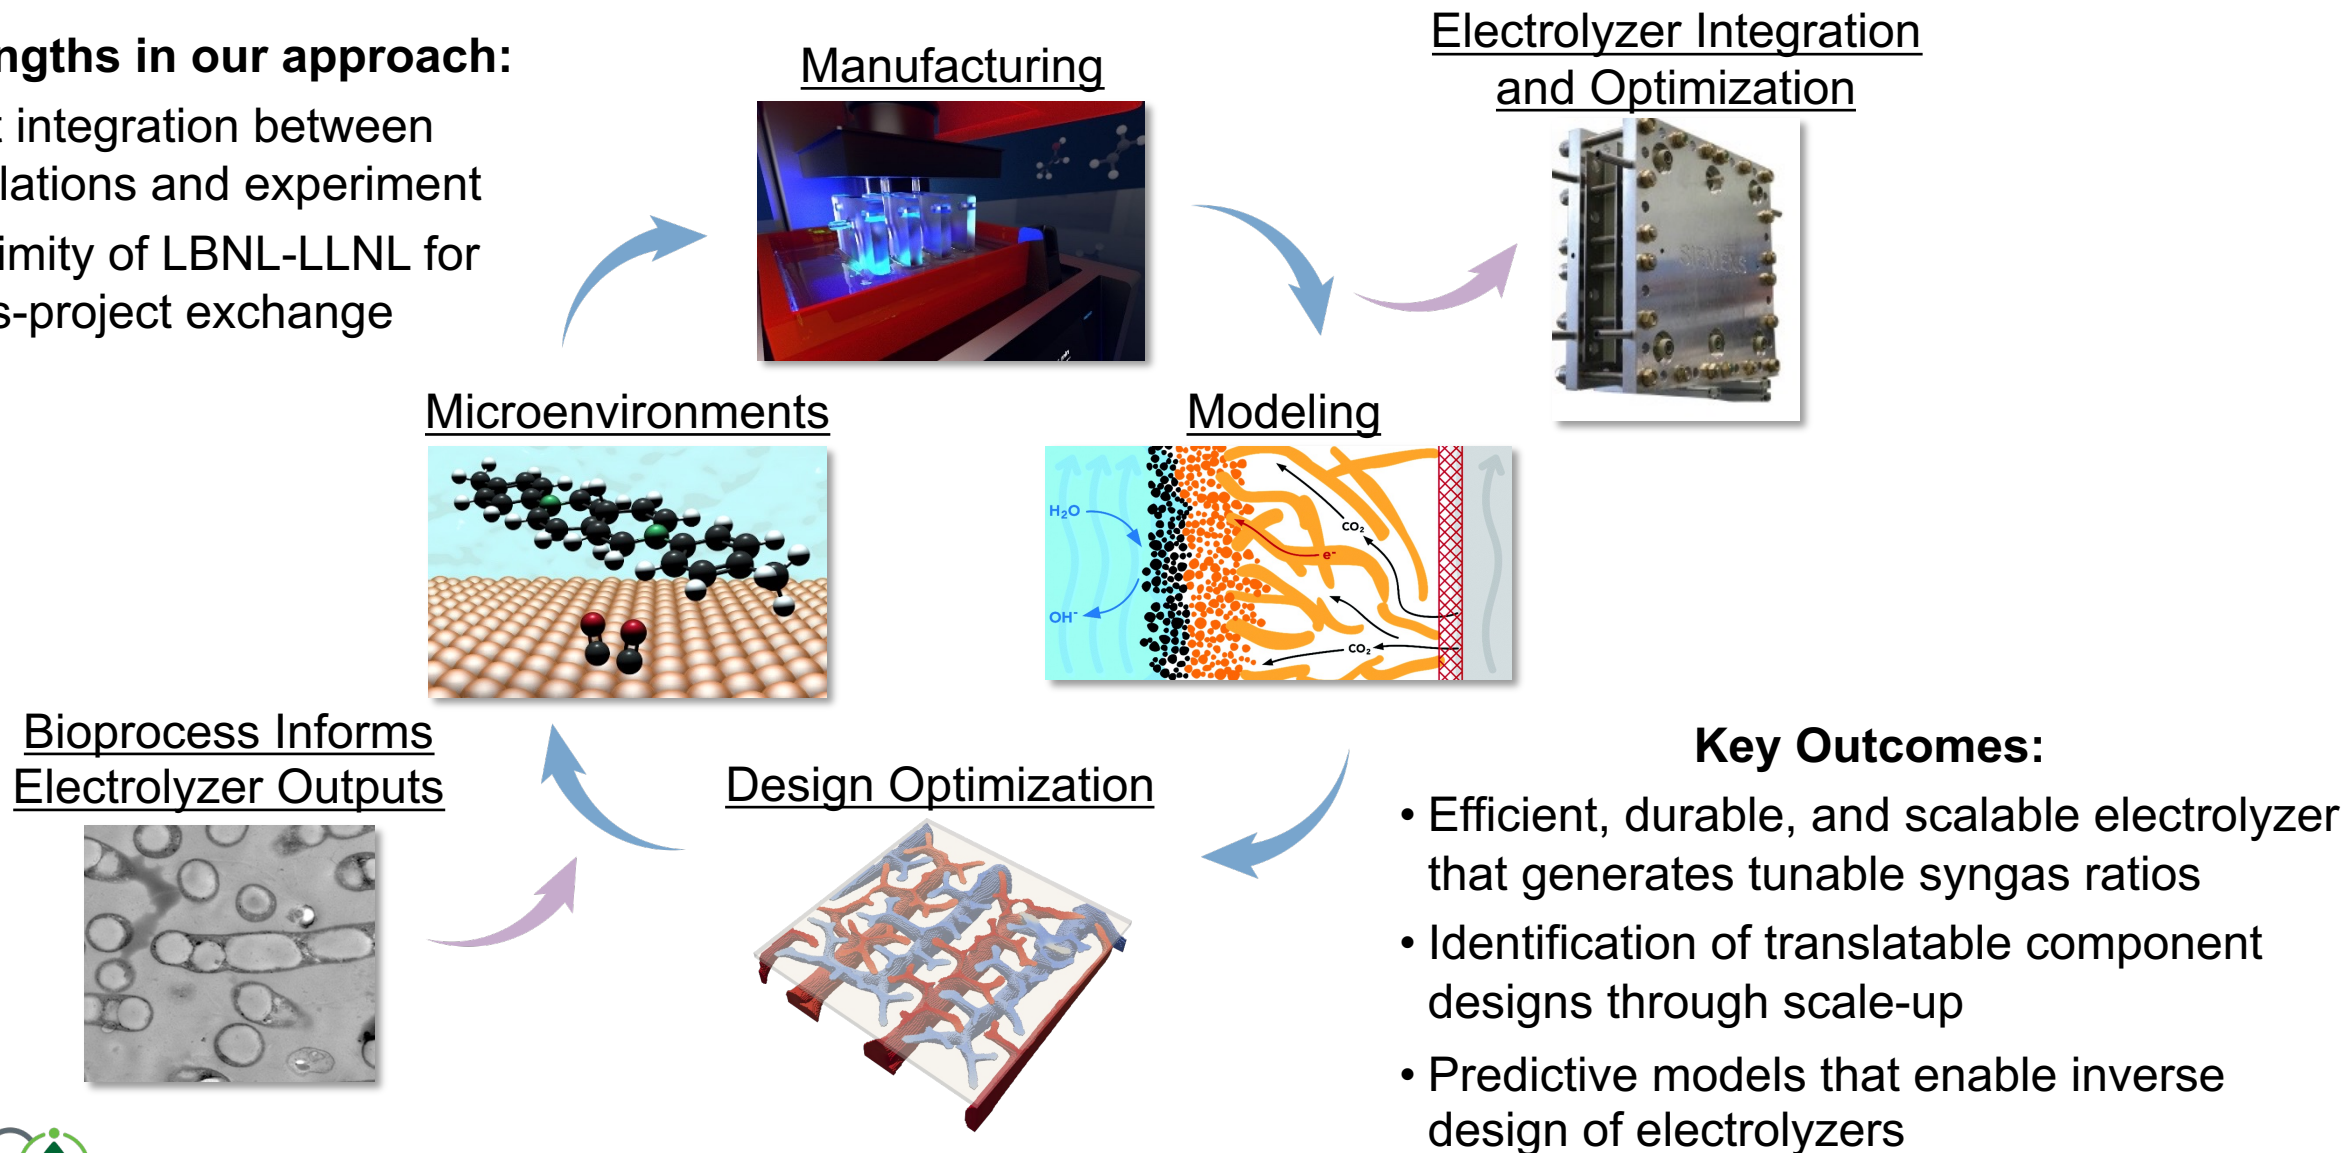 ngths in our approach:
integration between
lations and experiment
imity of LBNL-LLNL for
s-project exchange
Manufacturing
Electrolyzer Integration
and Optimization
SIEMENS
Microenvironments
Modeling
H₂O
OH⁻
CO₂
e⁻
CO₂
Bioprocess Informs
Electrolyzer Outputs
Design Optimization
Key Outcomes:
• Efficient, durable, and scalable electrolyzer
that generates tunable syngas ratios
• Identification of translatable component
designs through scale-up
• Predictive models that enable inverse
design of electrolyzers